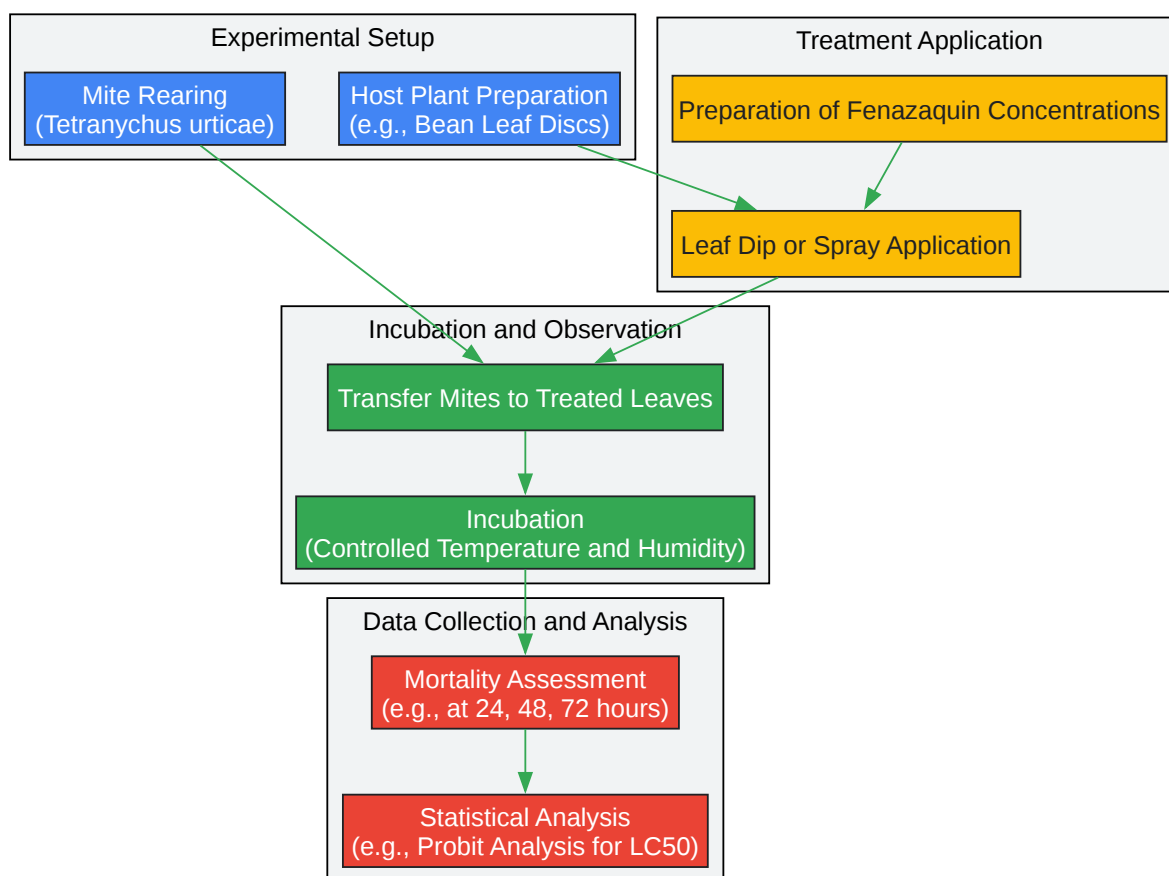 Experimental Setup
Mite Rearing
(Tetranychus urticae)
Host Plant Preparation
(e.g., Bean Leaf Discs)
Treatment Application
Preparation of Fenazaquin Concentrations
Leaf Dip or Spray Application
Incubation and Observation
Transfer Mites to Treated Leaves
Incubation
(Controlled Temperature and Humidity)
Data Collection and Analysis
Mortality Assessment
(e.g., at 24, 48, 72 hours)
Statistical Analysis
(e.g., Probit Analysis for LC50)